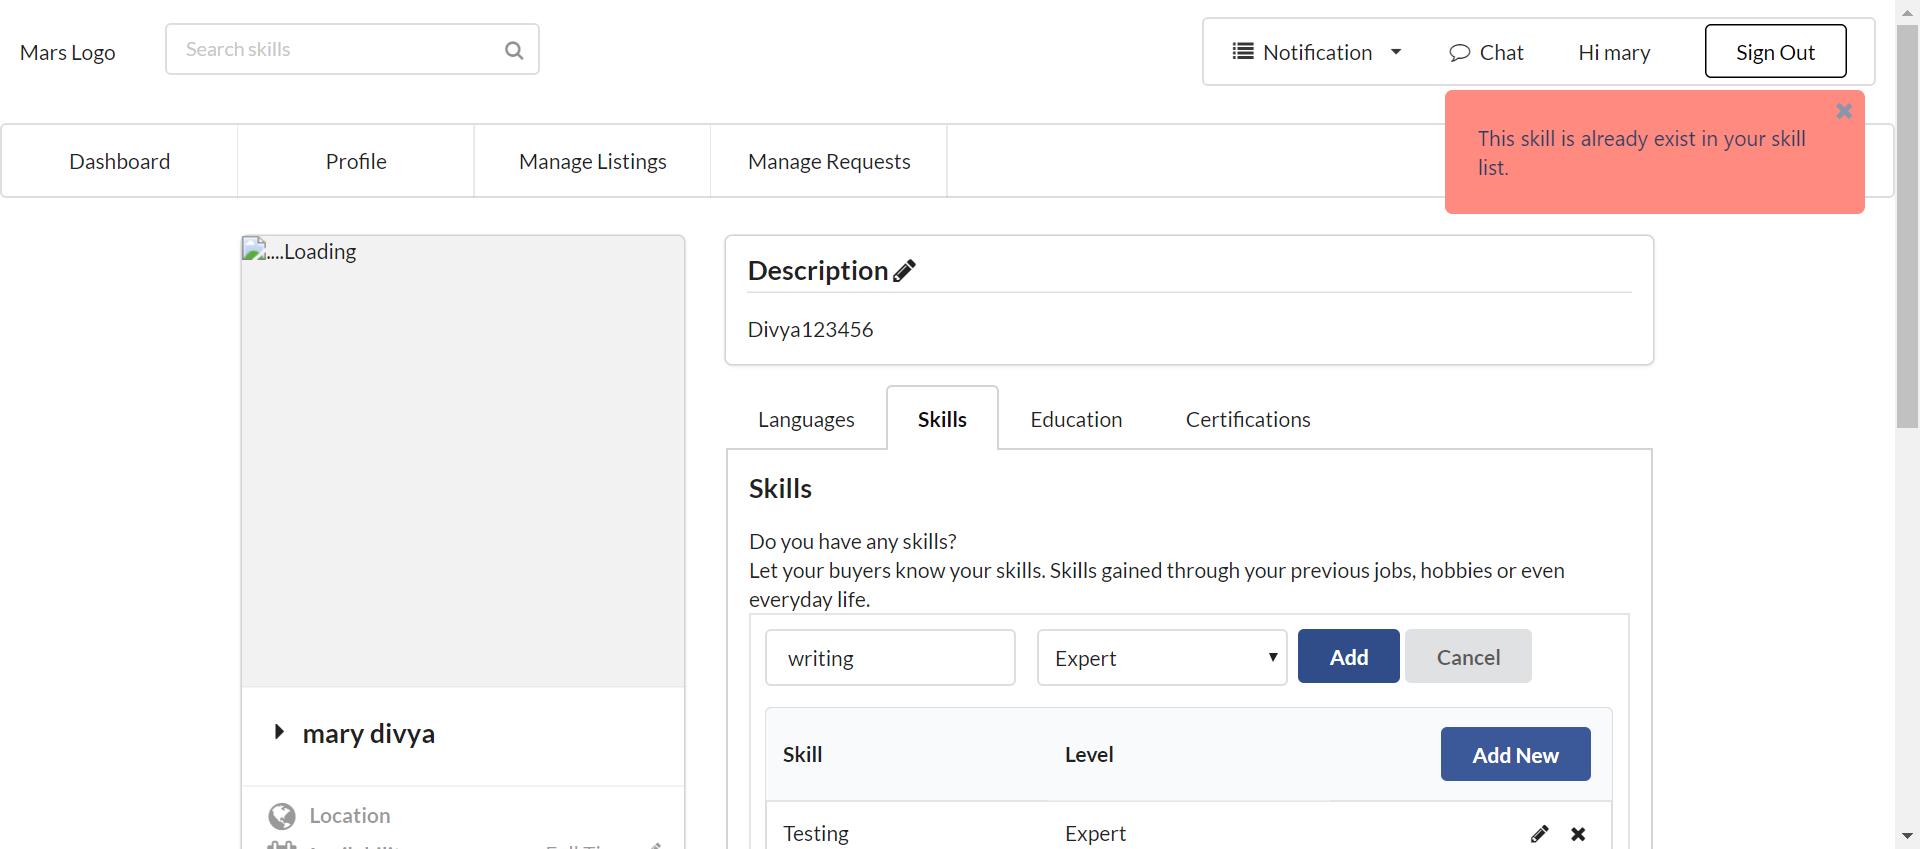 Mars Logo
Search skills
Notification
Chat
Hi mary
Sign Out
This skill is already exist in your skill
list.
Dashboard
Profile
Manage Listings
Manage Requests
....Loading
Description
Divya123456
Languages
Skills
Education
Certifications
Skills
Do you have any skills?
Let your buyers know your skills. Skills gained through your previous jobs, hobbies or even
everyday life.
writing
Expert
Add
Cancel
Skill
Level
Add New
Testing
Expert
mary divya
Location